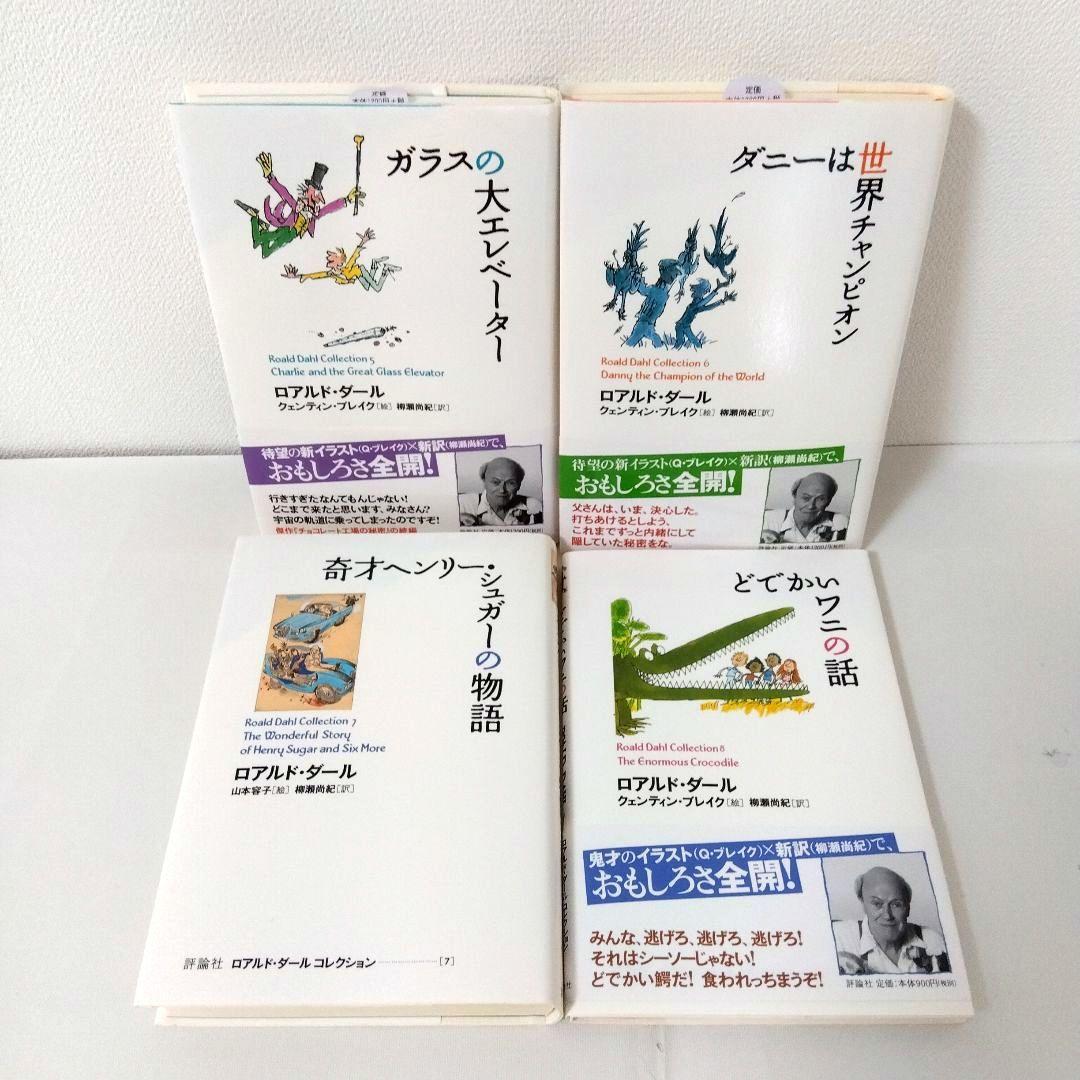 定価
ガラスの大エレベーター
Roald Dahl Collection 5
Charlie and the Great Glass Elevator
ロアルド・ダール
クェンティン・ブレイク[絵] 柳瀬尚紀[訳]
待望の新イラスト(Q・ブレイク)×新訳(柳瀬尚紀)で、
おもしろさ全開!
行きすぎたなんてもんじゃない!
どこまで来たと思います、みなさん?
宇宙の軌道に乗ってしまったのですぞ!
傑作『チョコレート工場の秘密』の続編
定価
ダニーは世界チャンピオン
Roald Dahl Collection 6
Danny the Champion of the World
ロアルド・ダール
クェンティン・ブレイク[絵] 柳瀬尚紀[訳]
待望の新イラスト(Q・ブレイク)×新訳(柳瀬尚紀)で、
おもしろさ全開!
父さんは、いま、決心した。
打ちあけるとしよう、
これまでずっと内緒にして
隠していた秘密をな。
奇才ヘンリー・シュガーの物語
Roald Dahl Collection 7
The Wonderful Story
of Henry Sugar and Six More
ロアルド・ダール
山本容子[絵] 柳瀬尚紀[訳]
評論社 ロアルド・ダール コレクション[7]
どでかいワニの話
Roald Dahl Collection 8
The Enormous Crocodile
ロアルド・ダール
クェンティン・ブレイク[絵] 柳瀬尚紀[訳]
鬼才のイラスト(Q・ブレイク)×新訳(柳瀬尚紀)で、
おもしろさ全開!
みんな、逃げろ、逃げろ、逃げろ!
それはシーソーじゃない!
どでかい鰐だ! 食われっちまうぞ!
評論社 定価:本体900円(税別)